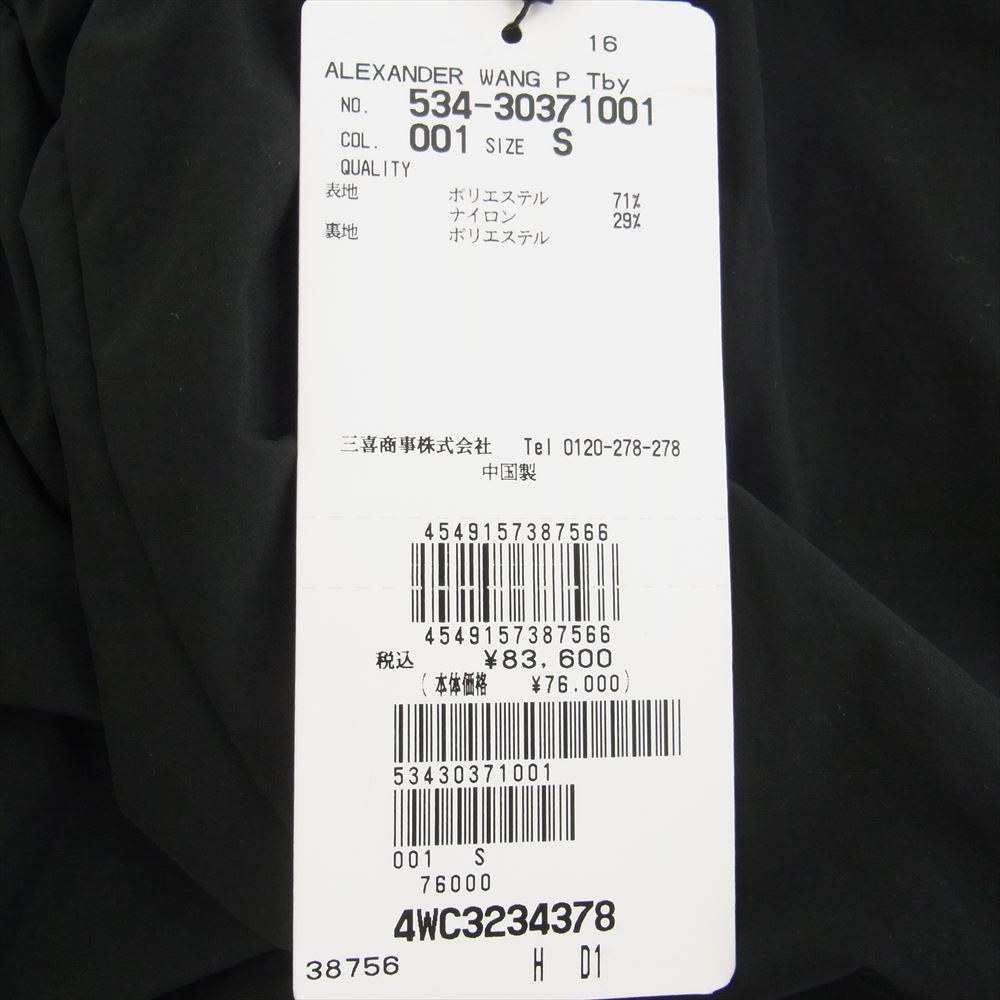 16
ALEXANDER WANG P Tby
NO. 534-30371001
COL. 001 SIZE S
QUALITY
表地 ポリエステル 71%
ナイロン 29%
裏地 ポリエステル
三喜商事株式会社 Tel 0120-278-278
中国製
4549157387566
4549157387566
税込 ¥83,600
(本体価格 ¥76,000)
53430371001
001 S
76000
4WC3234378
38756 H D1